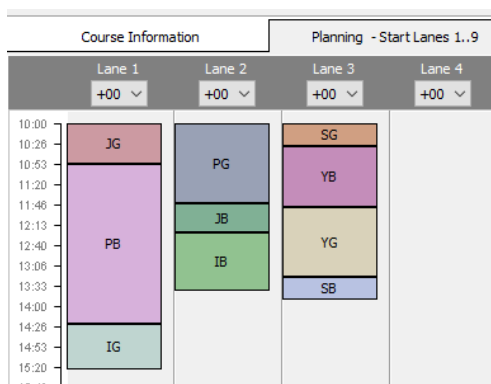 Course Information
Planning - Start Lanes 1..9
Lane 1 Lane 2 Lane 3 Lane 4
+00 +00 +00 +00
10:00
10:26
10:53
11:20
11:46
12:13
12:40
13:06
13:33
14:00
14:26
14:53
15:20
JG
PB
IG
PG
JB
IB
SG
YB
YG
SB